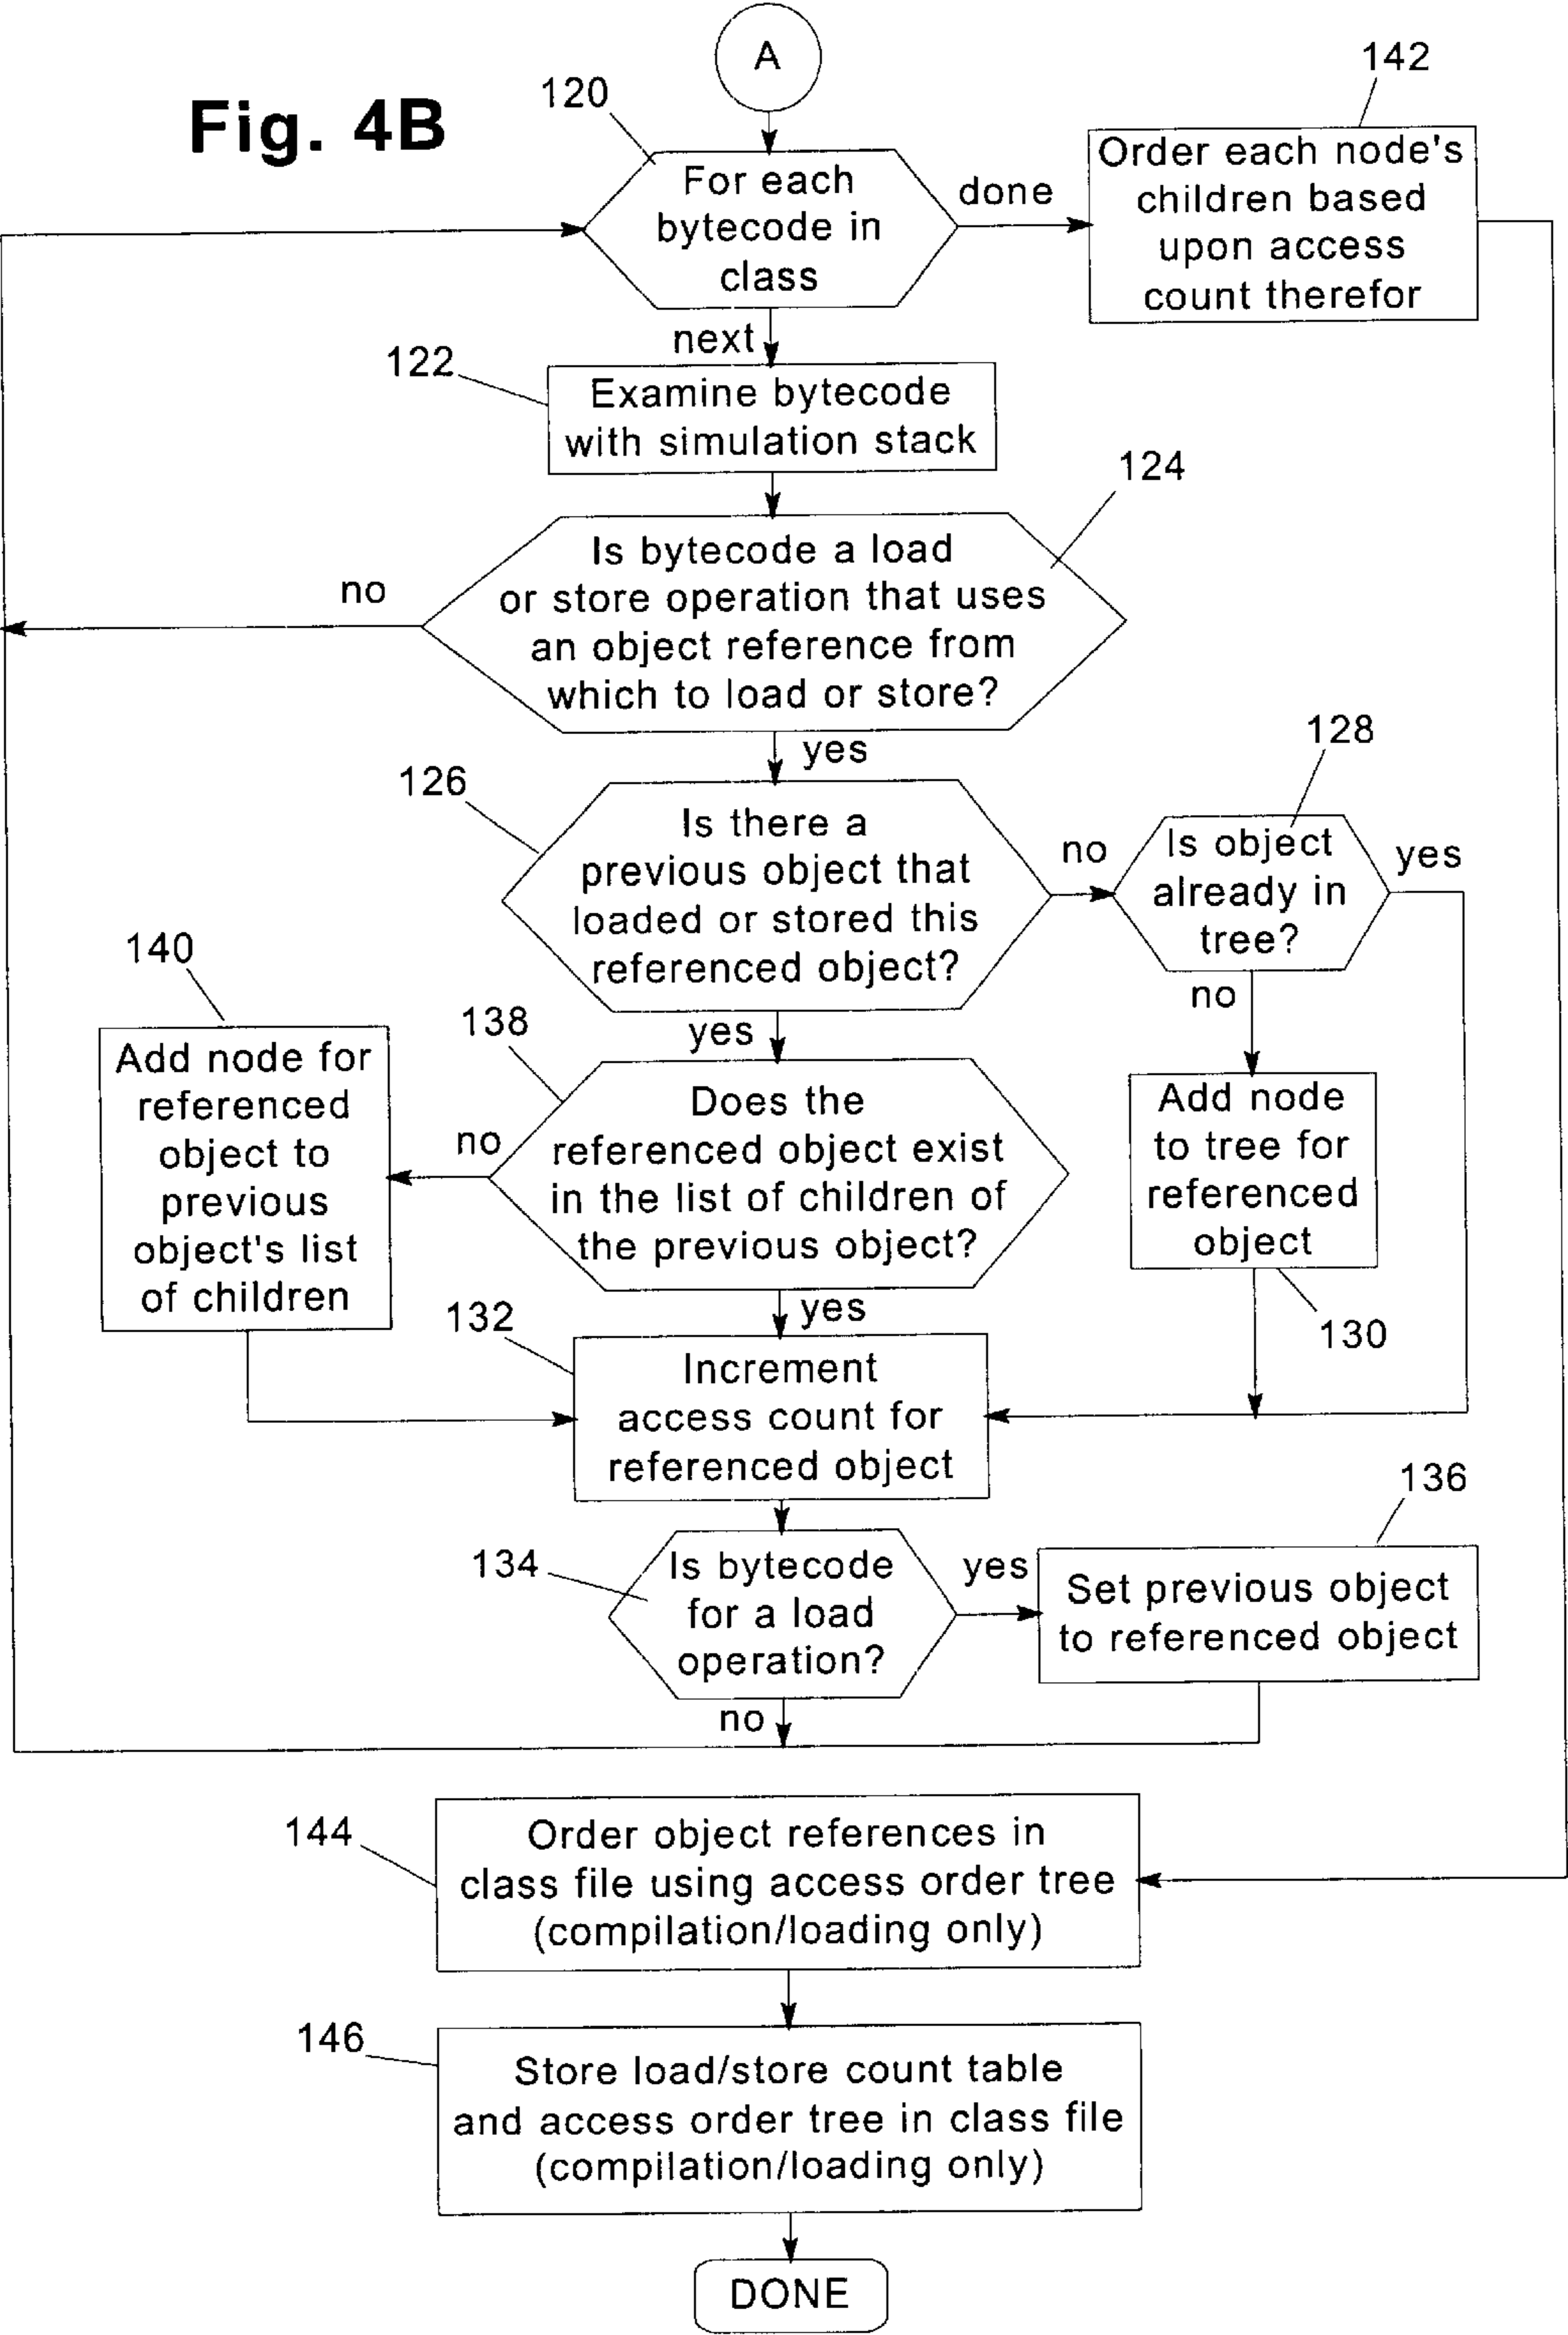 A
Fig. 4B
120
142
For each
bytecode in
class
done
Order each node's
children based
upon access
count therefor
next
122
Examine bytecode
with simulation stack
124
Is bytecode a load
or store operation that uses
an object reference from
which to load or store?
no
yes
126
Is there a
previous object that
loaded or stored this
referenced object?
no
128
Is object
already in
tree?
yes
no
yes
140
Add node for
referenced
object to
previous
object's list
of children
138
no
Does the
referenced object exist
in the list of children of
the previous object?
Add node
to tree for
referenced
object
130
yes
132
Increment
access count for
referenced object
134
Is bytecode
for a load
operation?
yes
136
Set previous object
to referenced object
no
144
Order object references in
class file using access order tree
(compilation/loading only)
146
Store load/store count table
and access order tree in class file
(compilation/loading only)
DONE